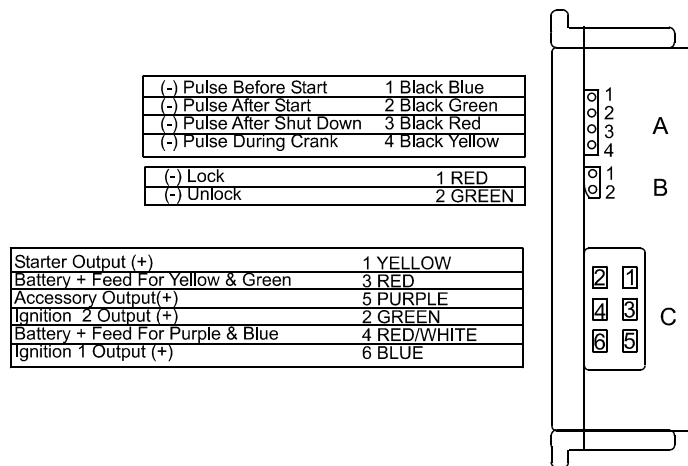 (-) Pulse Before Start 1 Black Blue
(-) Pulse After Start 2 Black Green
(-) Pulse After Shut Down 3 Black Red
(-) Pulse During Crank 4 Black Yellow
1
2
3
4
A
(-) Lock 1 RED
(-) Unlock 2 GREEN
1
2
B
Starter Output (+) 1 YELLOW
Battery + Feed For Yellow & Green 3 RED
Accessory Output(+) 5 PURPLE
Ignition 2 Output (+) 2 GREEN
Battery + Feed For Purple & Blue 4 RED/WHITE
Ignition 1 Output (+) 6 BLUE
2 1
4 3
6 5
C